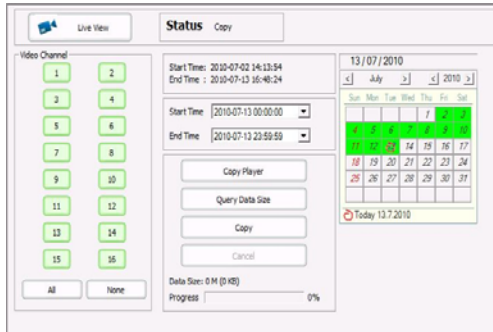 Live View
Status Copy
Video Channel
1 2
3 4
5 6
7 8
9 10
11 12
13 14
15 16
All None
Start Time: 2010-07-02 14:13:54
End Time : 2010-07-13 16:48:24
Start Time 2010-07-13 00:00:00
End Time 2010-07-13 23:59:59
Copy Player
Query Data Size
Copy
Cancel
Data Size: 0 M (0 KB)
Progress 0%
13/07/2010
< July > < 2010 >
Sun Mon Tue Wed Thu Fri Sat
1 2 3
4 5 6 7 8 9 10
11 12 13 14 15 16 17
18 19 20 21 22 23 24
25 26 27 28 29 30 31
Today 13.7.2010